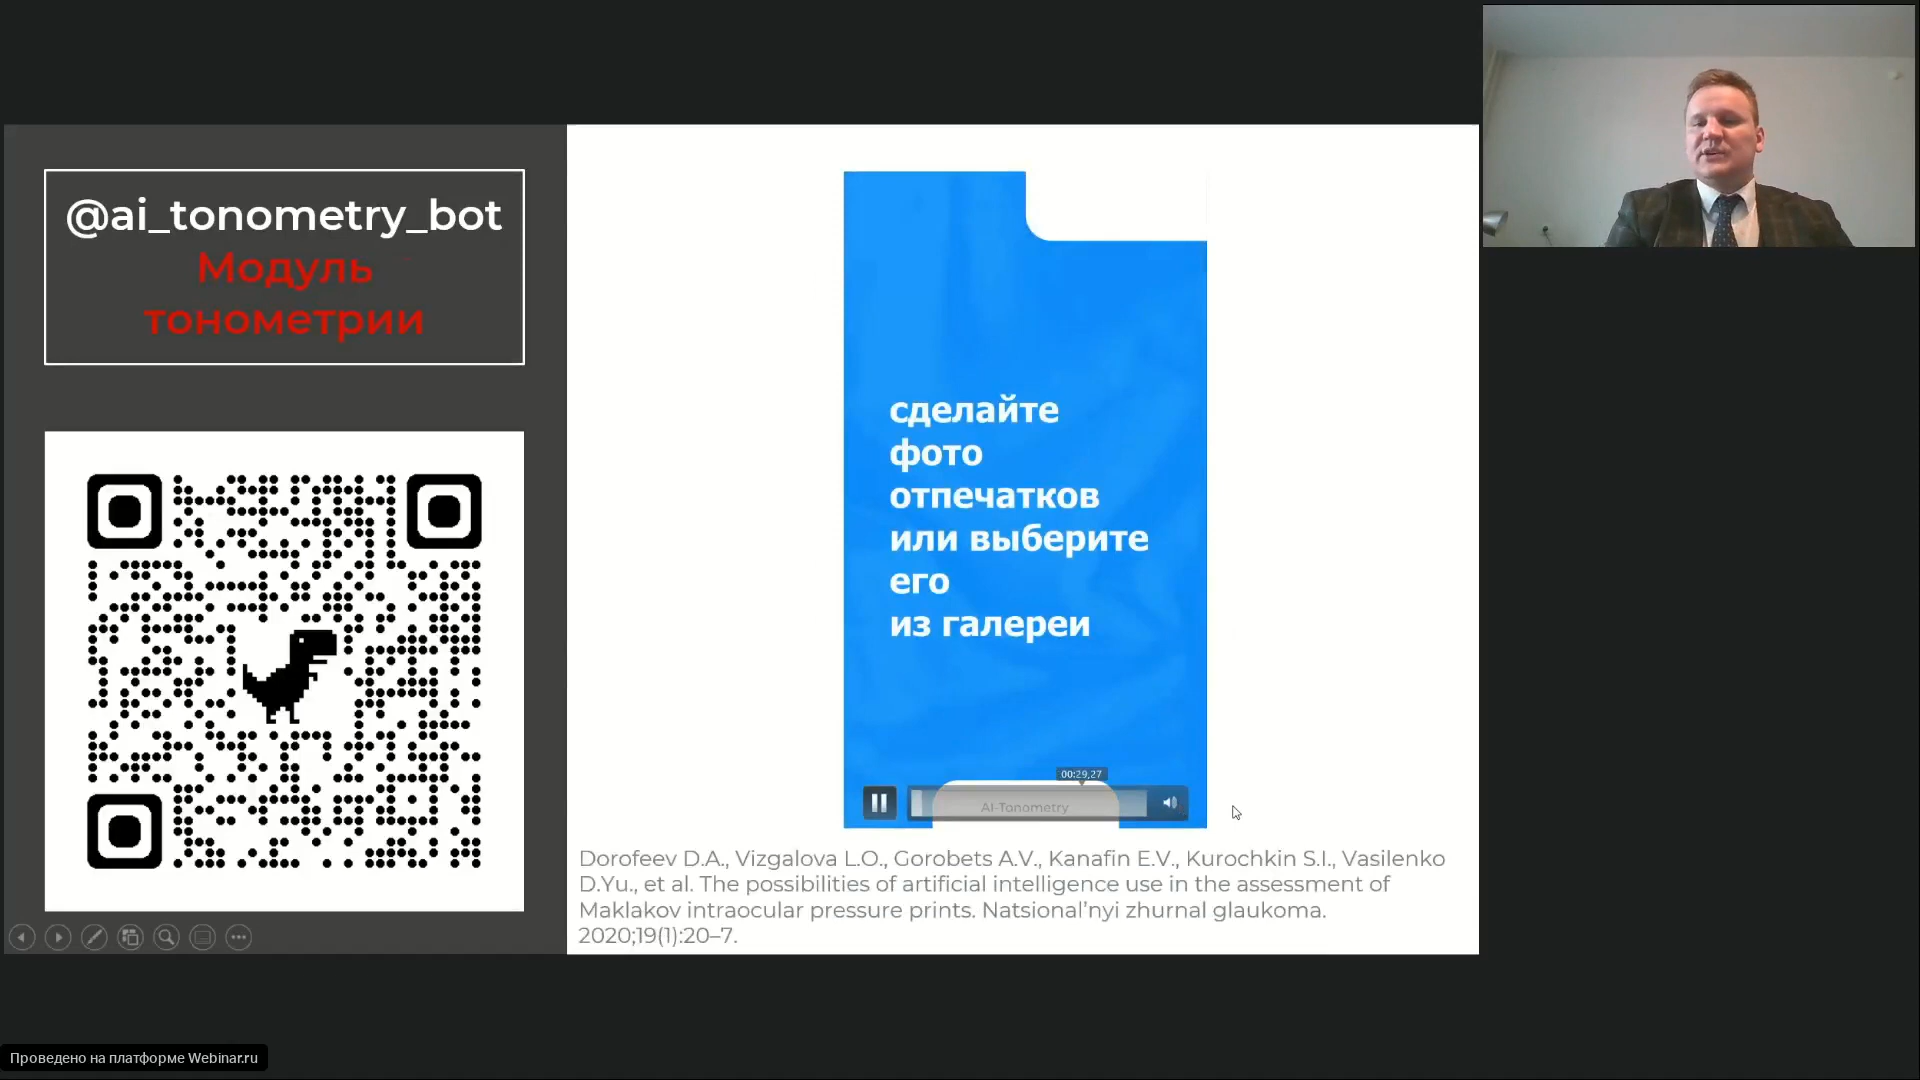 @ai_tonometry_bot
Модуль
тонометрии
сделайте
фото
отпечатков
или выберите
его
из галереи
00:29,27
AI-Tonometry
Dorofeev D.A., Vizgalova L.O., Gorobets A.V., Kanafin E.V., Kurochkin S.I., Vasilenko
D.Yu., et al. The possibilities of artificial intelligence use in the assessment of
Maklakov intraocular pressure prints. Natsional’nyi zhurnal glaukoma.
2020;19(1):20–7.
Проведено на платформе Webinar.ru